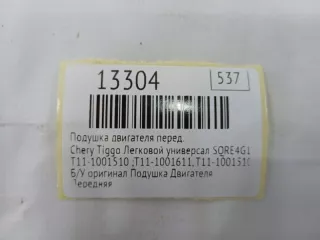 13304
537
Подушка двигателя перед.
Chery Tiggo Легковой универсал SQRE4G1
T11-1001510 ;T11-1001611,T11-1001510
Б/У оригинал Подушка Двигателя
Передняя